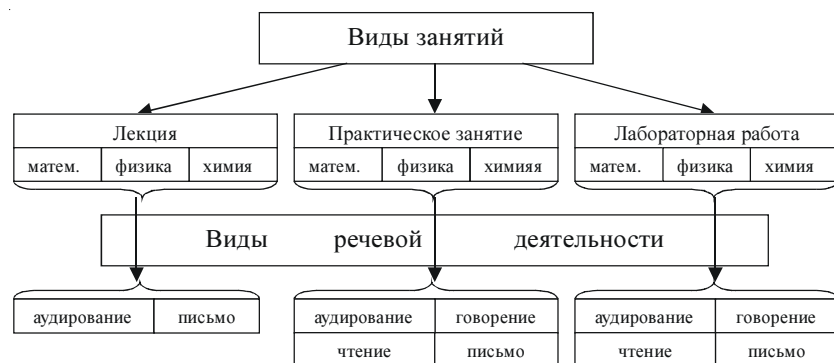 Виды занятий
Лекция
Практическое занятие
Лабораторная работа
матем. физика химия
матем. физика химияя
матем. физика химия
Виды речевой деятельности
аудирование письмо
аудирование говорение
аудирование говорение
чтение письмо
чтение письмо